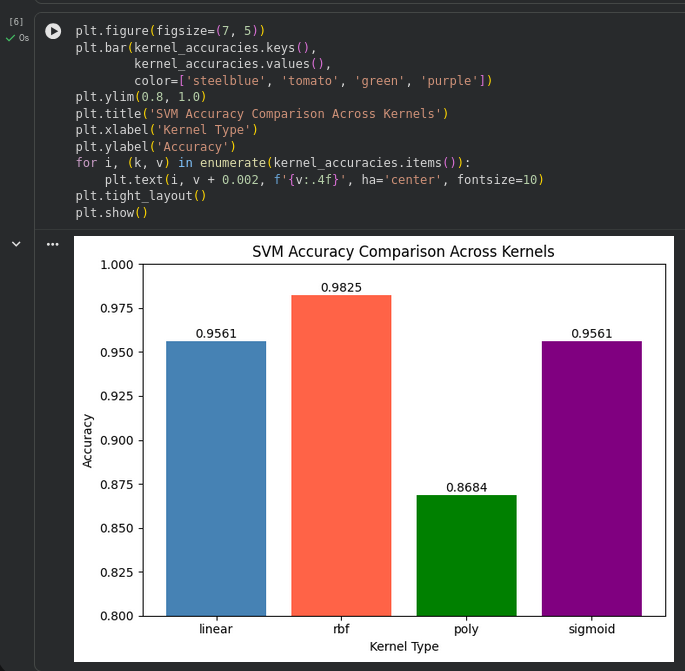 [6]
0s
plt.figure(figsize=(7, 5))
plt.bar(kernel_accuracies.keys(),
        kernel_accuracies.values(),
        color=['steelblue', 'tomato', 'green', 'purple'])
plt.ylim(0.8, 1.0)
plt.title('SVM Accuracy Comparison Across Kernels')
plt.xlabel('Kernel Type')
plt.ylabel('Accuracy')
for i, (k, v) in enumerate(kernel_accuracies.items()):
    plt.text(i, v + 0.002, f'{v:.4f}', ha='center', fontsize=10)
plt.tight_layout()
plt.show()
SVM Accuracy Comparison Across Kernels
1.000
0.975
0.950
0.925
0.900
0.875
0.850
0.825
0.800
Accuracy
0.9561
0.9825
0.8684
0.9561
linear rbf poly sigmoid
Kernel Type